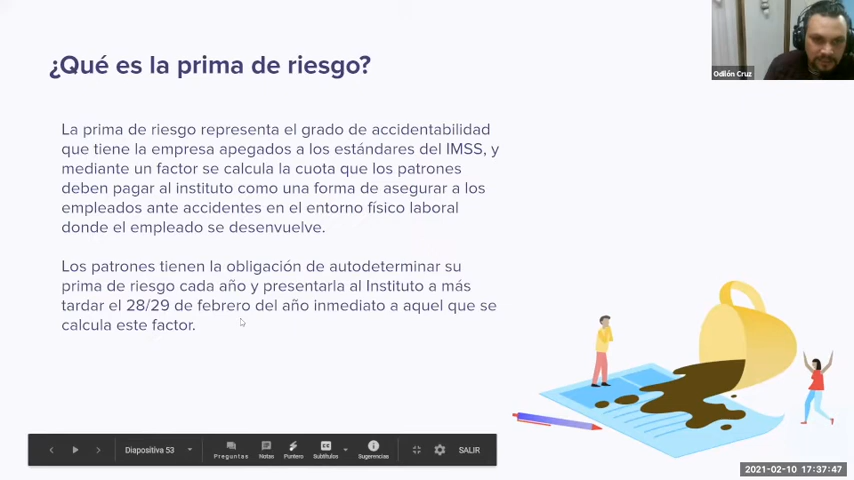 ¿Qué es la prima de riesgo?
Odilón Cruz
La prima de riesgo representa el grado de accidentabilidad
que tiene la empresa apegados a los estándares del IMSS, y
mediante un factor se calcula la cuota que los patrones
deben pagar al instituto como una forma de asegurar a los
empleados ante accidentes en el entorno físico laboral
donde el empleado se desenvuelve.
Los patrones tienen la obligación de autodeterminar su
prima de riesgo cada año y presentarla al Instituto a más
tardar el 28/29 de febrero del año inmediato a aquel que se
calcula este factor.
Diapositiva 53
Preguntas
Notas
Puntero
Subtítulos
Sugerencias
SALIR
2021-02-10 17:37:47